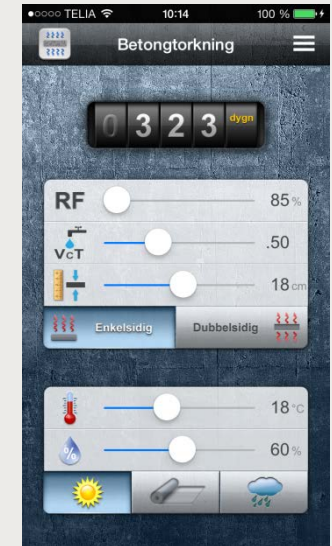 TELIA 10:14 100 %
Betongtorkning
0 3 2 3 dygn
RF 85 %
VCT .50
18 cm
Enkelsidig Dubbelsidig
18 °C
% 60 %